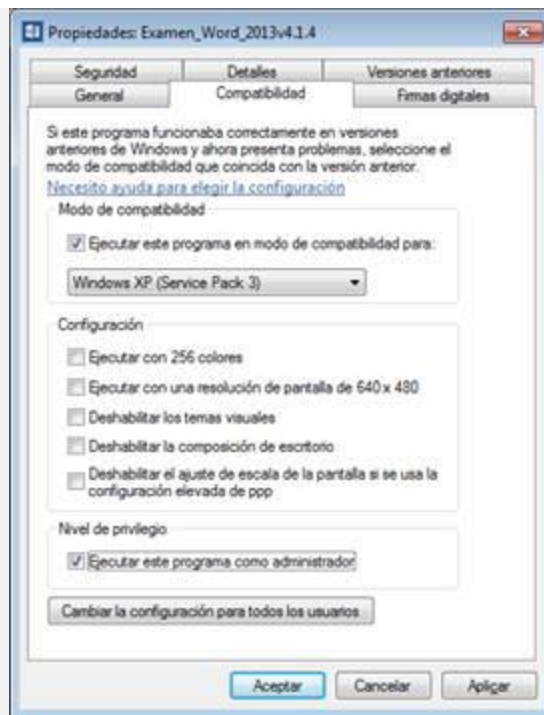 Propiedades: Examen_Word_2013v4.1.4
Seguridad Detalles Versiones anteriores
General Compatibilidad Firmas digitales
Si este programa funcionaba correctamente en versiones
anteriores de Windows y ahora presenta problemas, seleccione el
modo de compatibilidad que coincida con la versión anterior.
Necesito ayuda para elegir la configuración
Modo de compatibilidad
Ejecutar este programa en modo de compatibilidad para:
Windows XP (Service Pack 3)
Configuración
Ejecutar con 256 colores
Ejecutar con una resolución de pantalla de 640 x 480
Deshabilitar los temas visuales
Deshabilitar la composición de escritorio
Deshabilitar el ajuste de escala de la pantalla si se usa la
configuración elevada de ppp
Nivel de privilegio
Ejecutar este programa como administrador
Cambiar la configuración para todos los usuarios
Aceptar Cancelar Aplicar